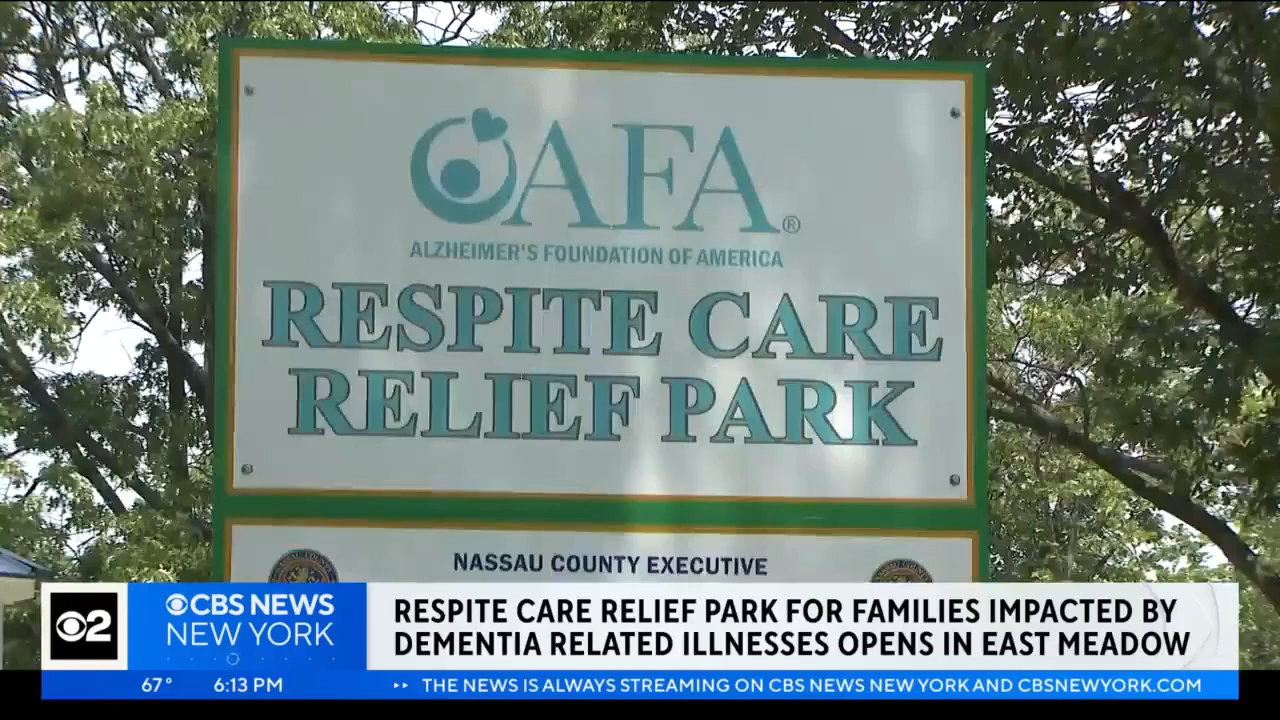 AFA®
ALZHEIMER'S FOUNDATION OF AMERICA
RESPITE CARE
RELIEF PARK
NASSAU COUNTY EXECUTIVE
2
CBS NEWS
NEW YORK
RESPITE CARE RELIEF PARK FOR FAMILIES IMPACTED BY
DEMENTIA RELATED ILLNESSES OPENS IN EAST MEADOW
67° 6:13 PM THE NEWS IS ALWAYS STREAMING ON CBS NEWS NEW YORK AND CBSNEWYORK.COM